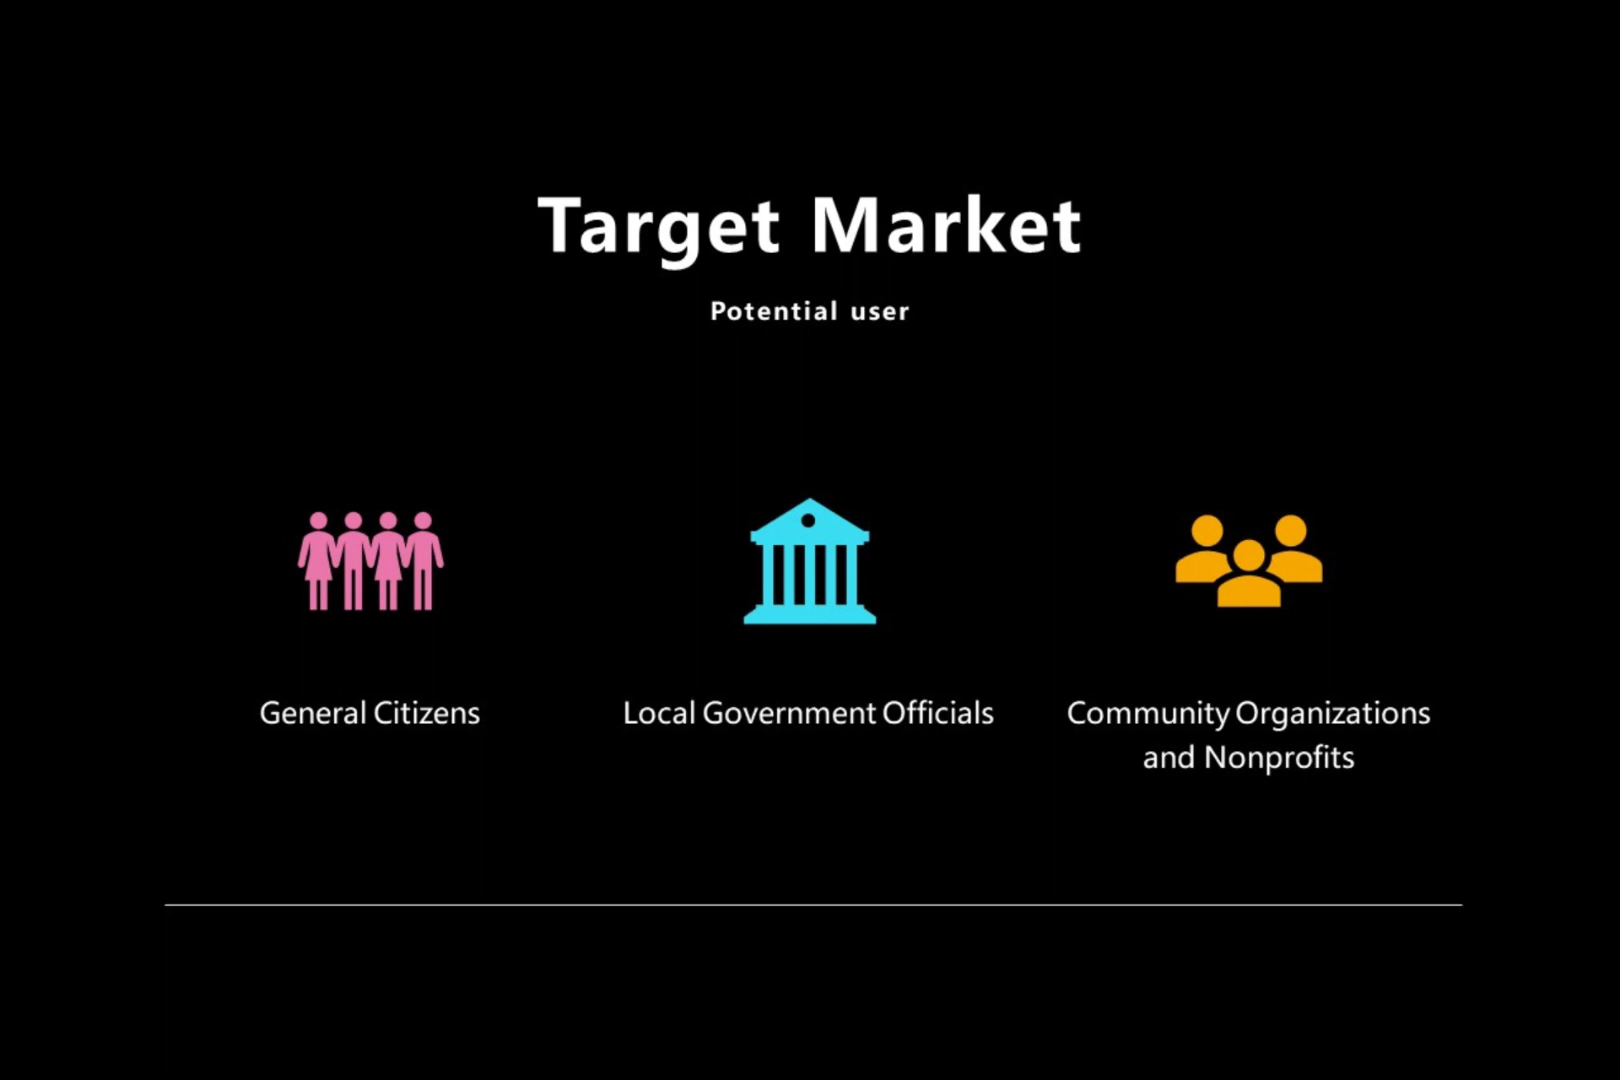 Target Market
Potential user
General Citizens
Local Government Officials
Community Organizations
and Nonprofits